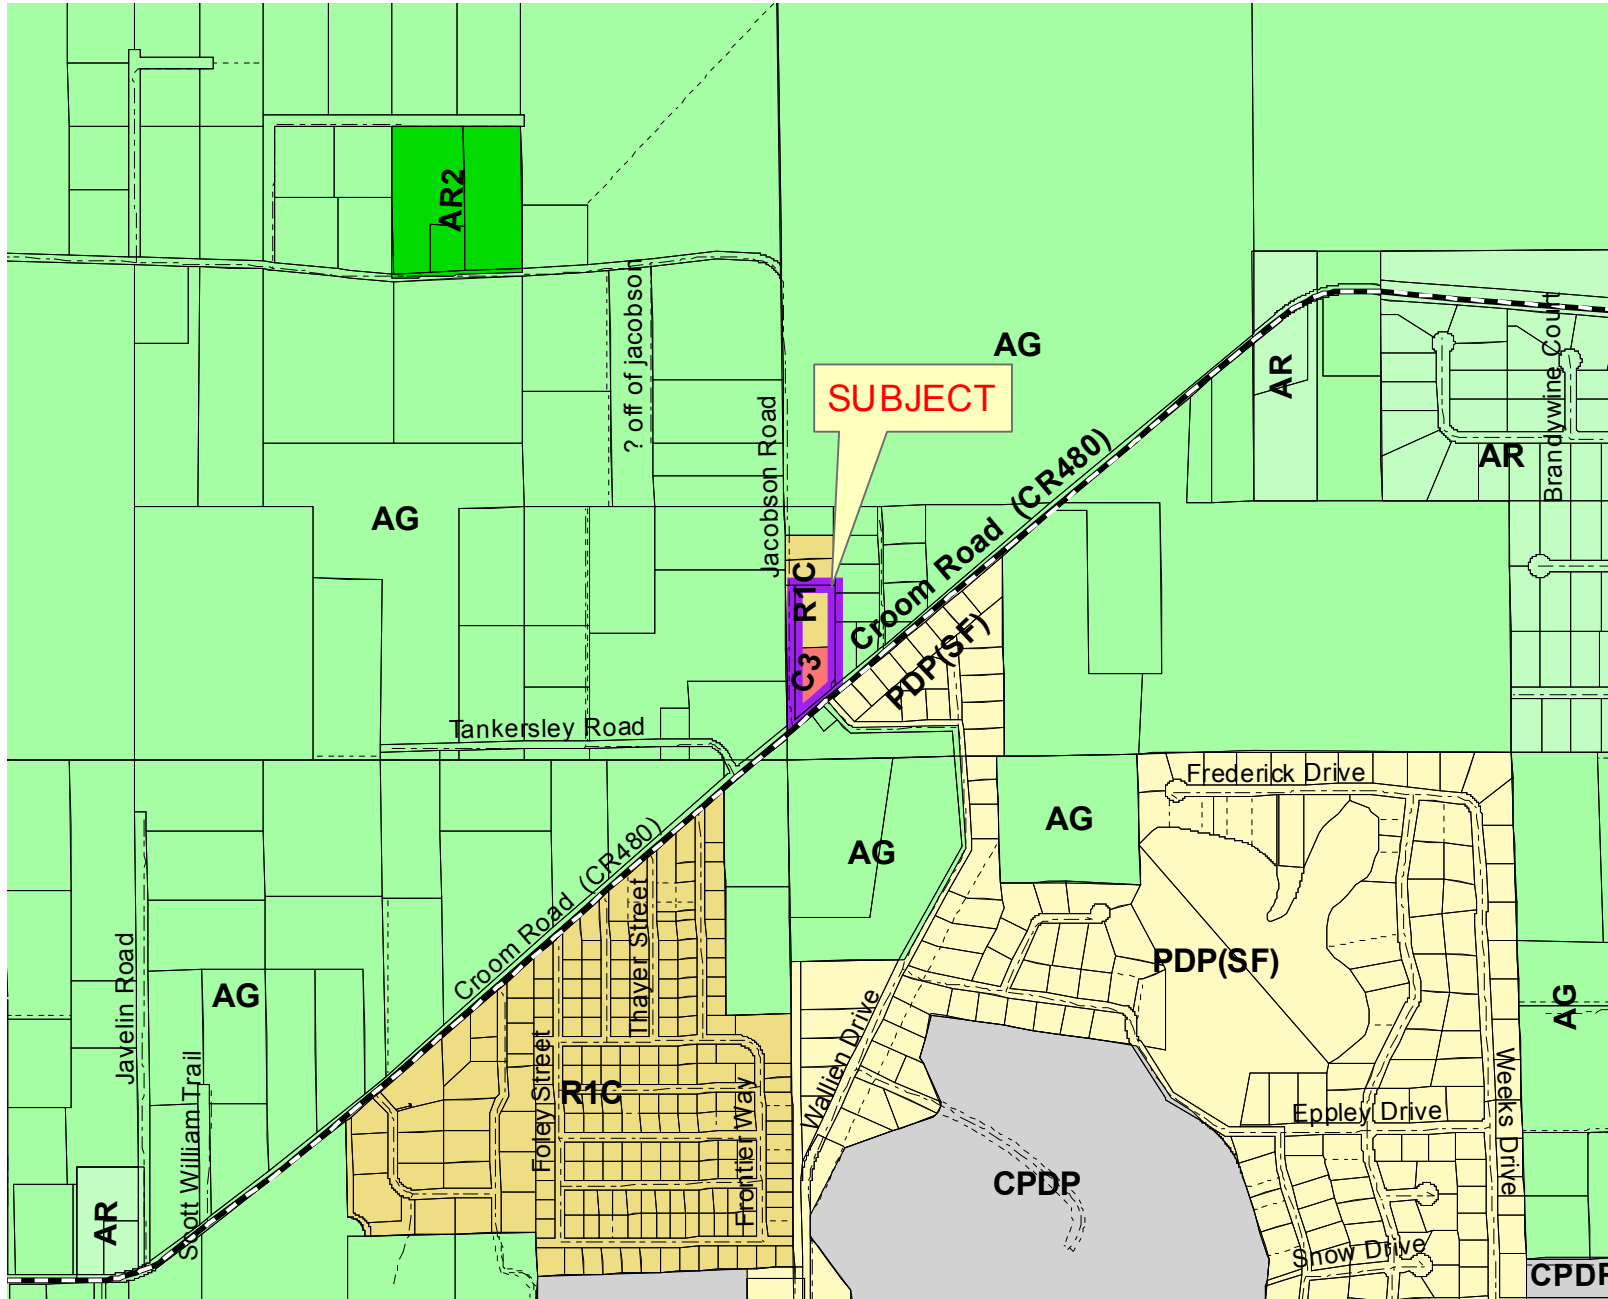 AR2
? off of jacobson
Jacobson Road
AG
SUBJECT
AR
Brandywine Court
AR
AG
Croom Road (CR480)
R1C
C3
PDP(SF)
Tankersley Road
Frederick Drive
AG
AG
Croom Road (CR480)
Thayer Street
Javelin Road
AG
PDP(SF)
AG
Wallien Drive
Foley Street
R1C
Frontier Way
Scott William Trail
Eppley Drive
Weeks Drive
CPDP
AR
Snow Drive
CPDP